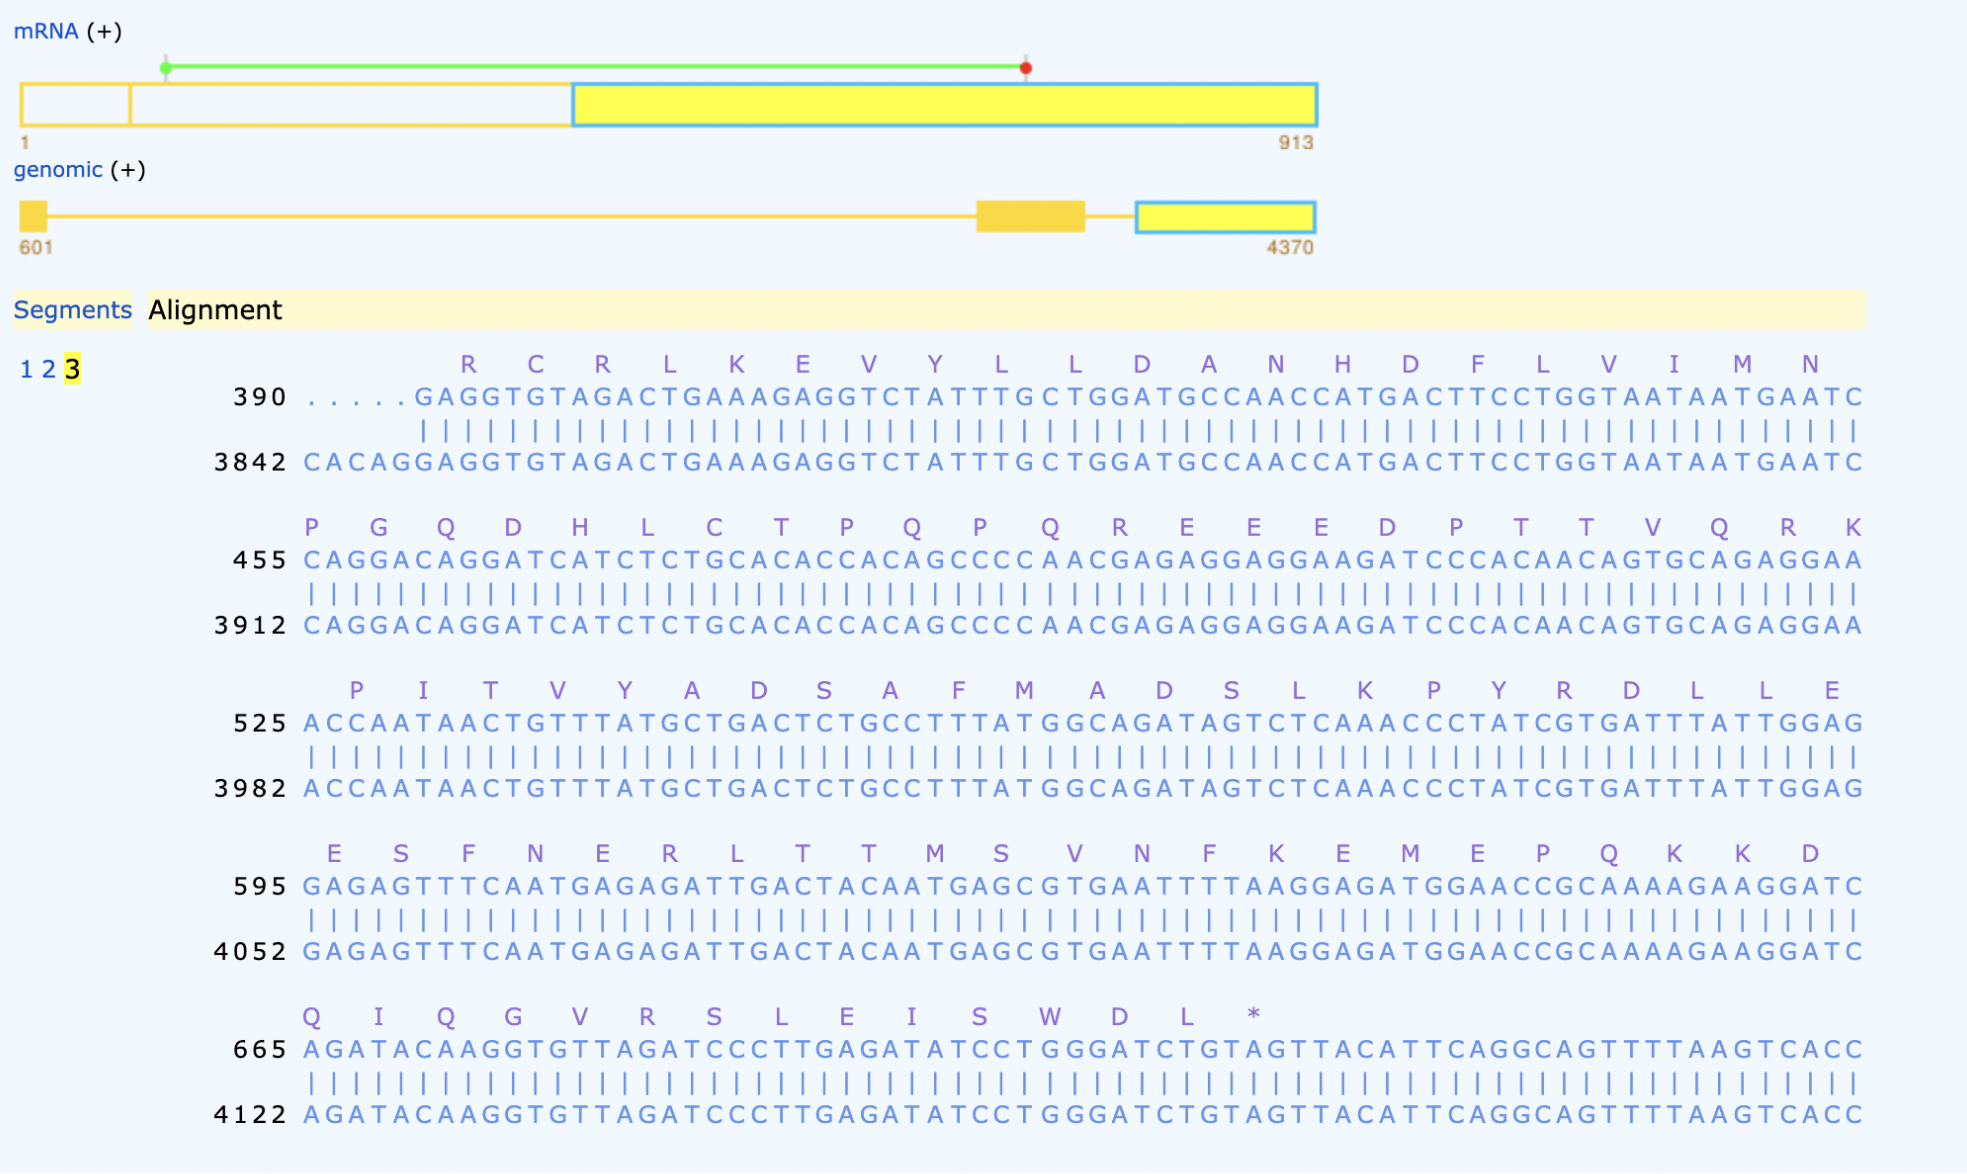 mRNA (+)
1 913
genomic (+)
601 4370
Segments Alignment
1 2 3
R C R L K E V Y L L D A N H D F L V I M N
390 .....GAGGTGTAGACTGAAAGAGGTCTATTTGCTGGATGCCAACCATGACTTCCTGGTAATAATGAATC
3842 CACAGGAGGTGTAGACTGAAAGAGGTCTATTTGCTGGATGCCAACCATGACTTCCTGGTAATAATGAATC
P G Q D H L C T P Q P Q R E E E D P T T V Q R K
455 CAGGACAGGATCATCTCTGCACACCACAGCCCCAACGAGAGGAGGAAGATCCCACAACAGTGCAGAGGAA
3912 CAGGACAGGATCATCTCTGCACACCACAGCCCCAACGAGAGGAGGAAGATCCCACAACAGTGCAGAGGAA
P I T V Y A D S A F M A D S L K P Y R D L L E
525 ACCAATAACTGTTTATGCTGACTCTGCCTTTATGGCAGATAGTCTCAAACCCTATCGTGATTTATTGGAG
3982 ACCAATAACTGTTTATGCTGACTCTGCCTTTATGGCAGATAGTCTCAAACCCTATCGTGATTTATTGGAG
E S F N E R L T T M S V N F K E M E P Q K K D
595 GAGAGTTTCAATGAGAGATTGACTACAATGAGCGTGAATTTTAAGGAGATGGAACCGCAAAAGAAGGATC
4052 GAGAGTTTCAATGAGAGATTGACTACAATGAGCGTGAATTTTAAGGAGATGGAACCGCAAAAGAAGGATC
Q I Q G V R S L E I S W D L *
665 AGATACAAGGTGTTAGATCCCTTGAGATATCCTGGGATCTGTAGTTACATTCAGGCAGTTTTAAGTCACC
4122 AGATACAAGGTGTTAGATCCCTTGAGATATCCTGGGATCTGTAGTTACATTCAGGCAGTTTTAAGTCACC